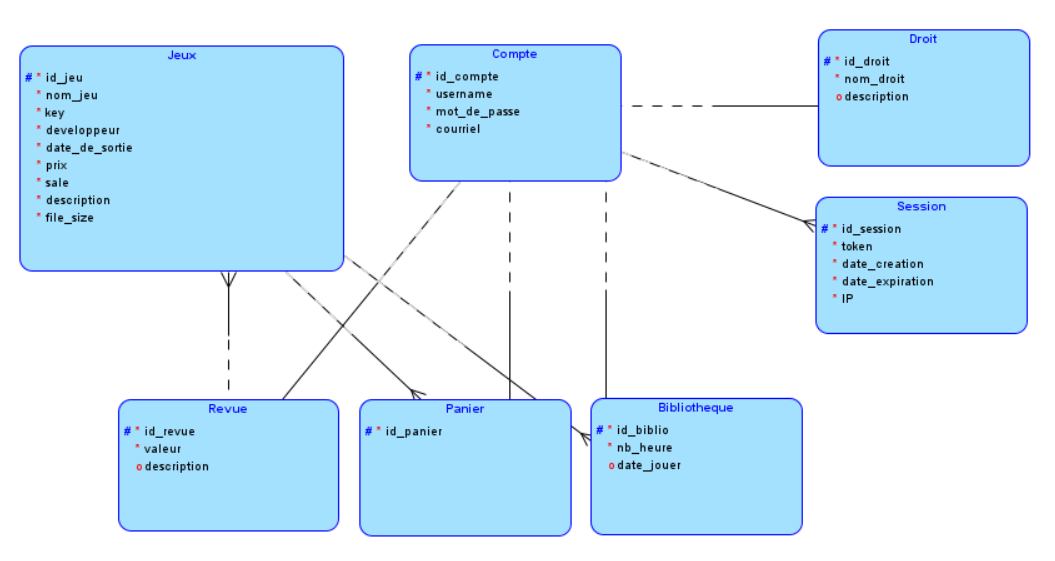 Jeux
# * id_jeu
* nom_jeu
* key
* developpeur
* date_de_sortie
* prix
* sale
* description
* file_size
Compte
# * id_compte
* username
* mot_de_passe
* courriel
Droit
# * id_droit
* nom_droit
o description
Session
# * id_session
* token
* date_creation
* date_expiration
* IP
Revue
# * id_revue
* valeur
o description
Panier
# * id_panier
Bibliotheque
# * id_biblio
* nb_heure
o date_jouer